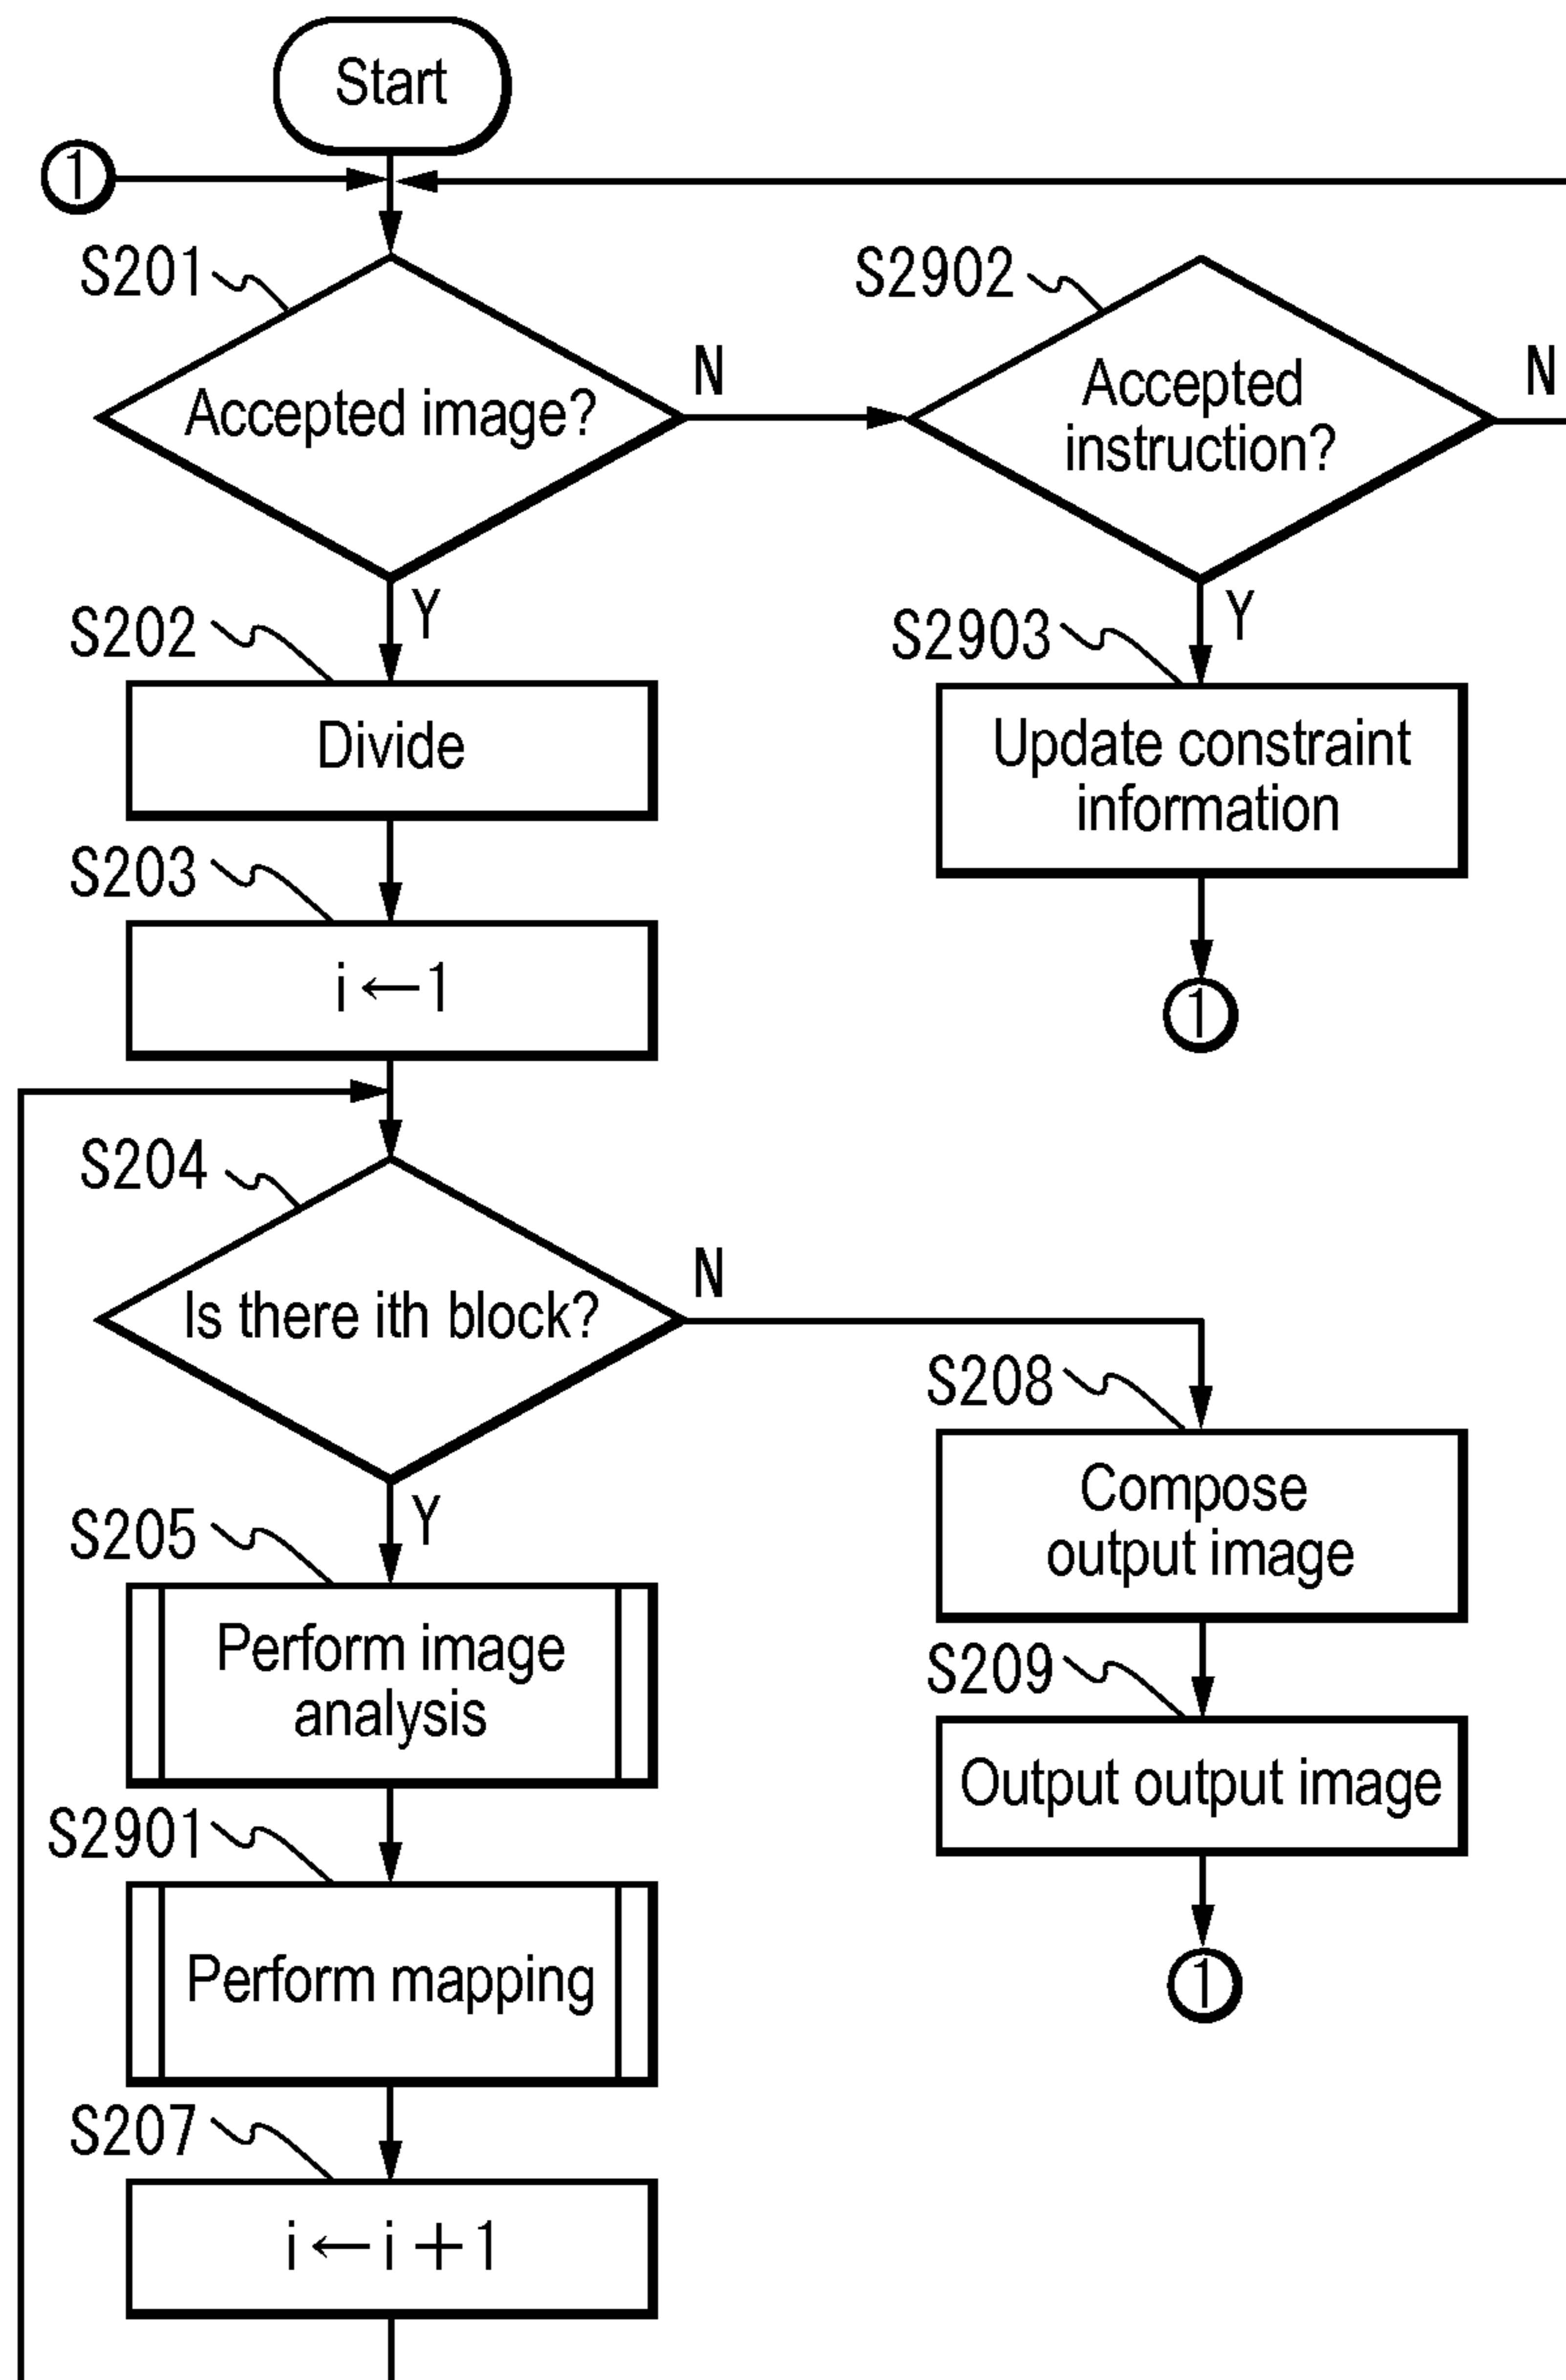 Start
1
S201
Accepted image?
N
S2902
Accepted
instruction?
N
Y
S202
Divide
Y
S2903
Update constraint
information
S203
i←1
1
S204
Is there ith block?
N
Y
S208
Compose
output image
S205
Perform image
analysis
S209
Output output image
S2901
Perform mapping
1
S207
i←i+1